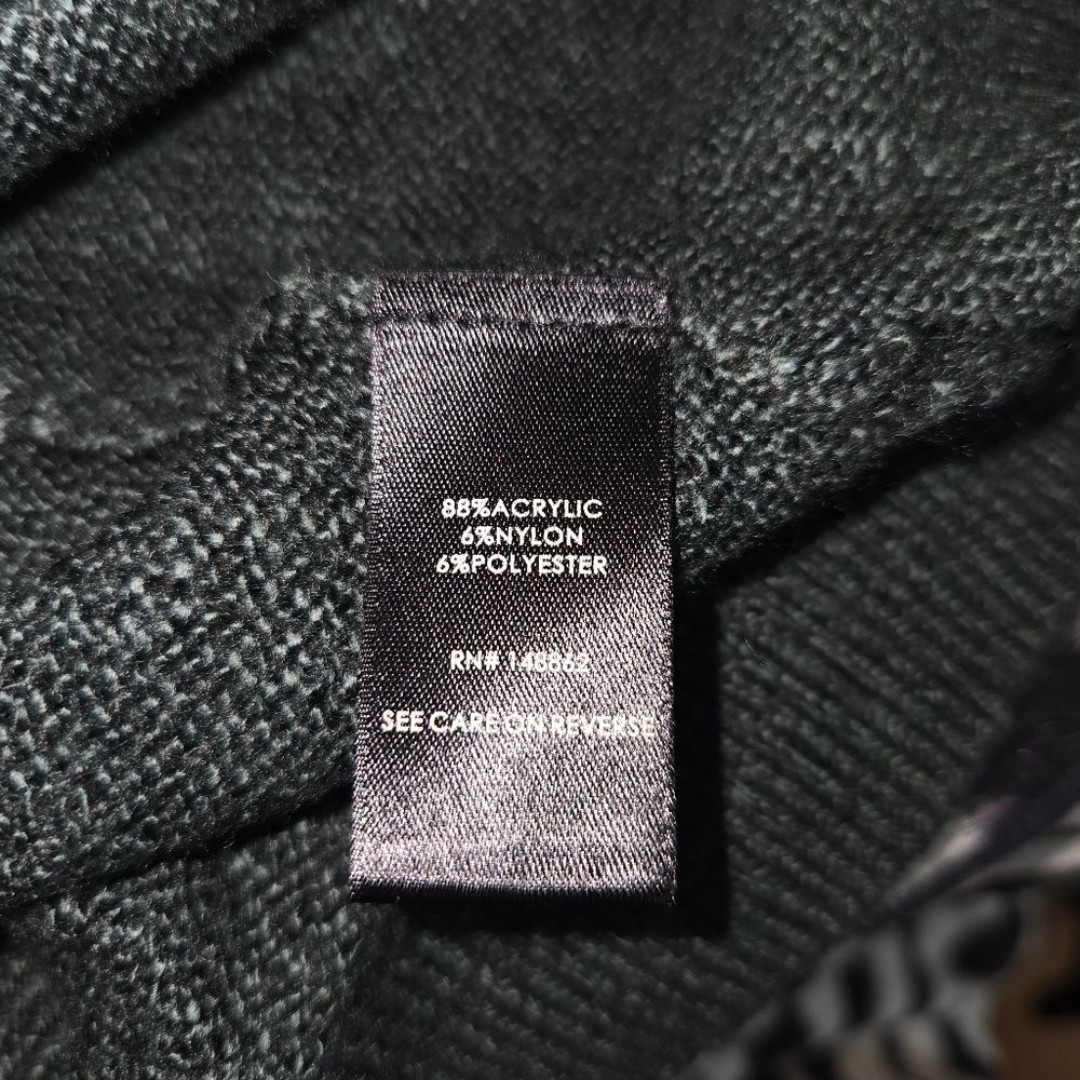 88%ACRYLIC
6%NYLON
6%POLYESTER
RN# 148862
SEE CARE ON REVERSE